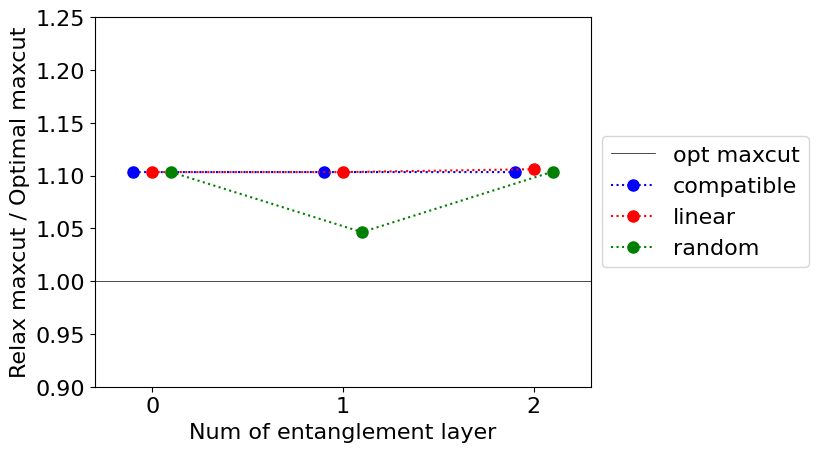 Relax maxcut / Optimal maxcut
1.25
1.20
1.15
1.10
1.05
1.00
0.95
0.90
0
1
2
Num of entanglement layer
opt maxcut
compatible
linear
random